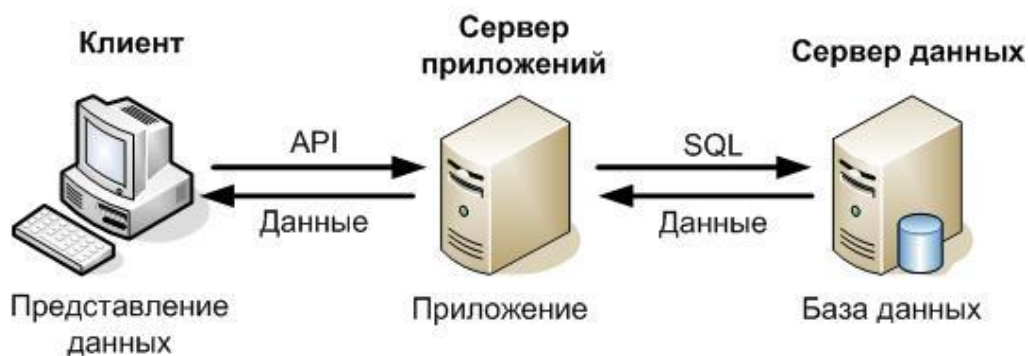 Клиент
Сервер
приложений
Сервер данных
API
Данные
SQL
Данные
Представление
данных
Приложение
База данных